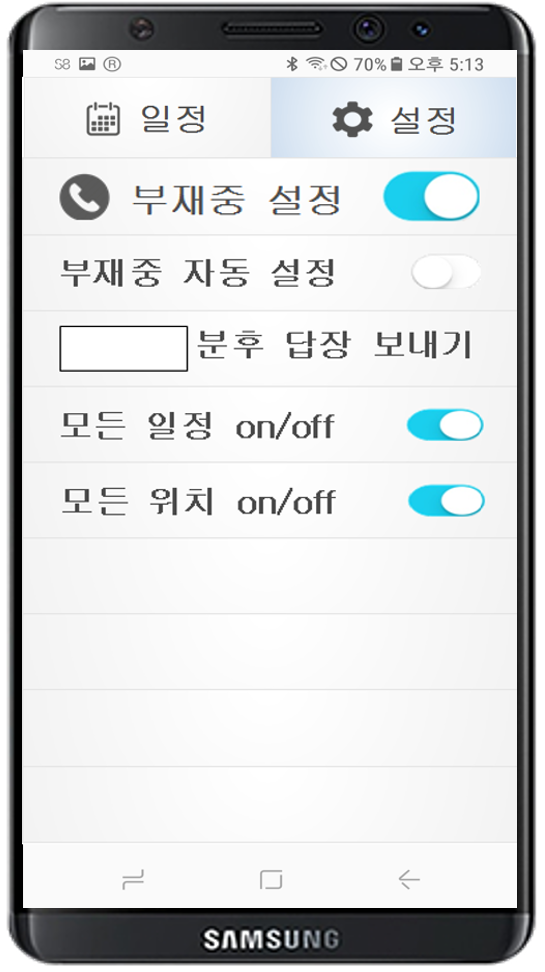 S8 Ⓡ 70% 오후 5:13
일정 설정
부재중 설정
부재중 자동 설정
분후 답장 보내기
모든 일정 on/off
모든 위치 on/off
SAMSUNG